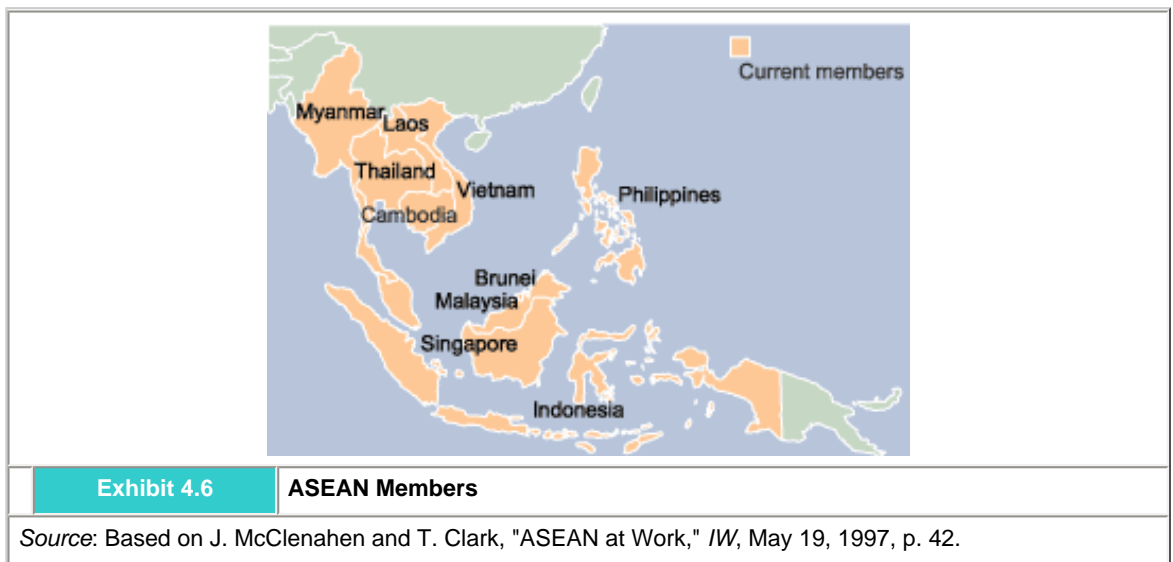 Current members
Myanmar
Laos
Thailand
Vietnam
Cambodia
Philippines
Brunei
Malaysia
Singapore
Indonesia
Exhibit 4.6 ASEAN Members
Source: Based on J. McClenahen and T. Clark, "ASEAN at Work," IW, May 19, 1997, p. 42.